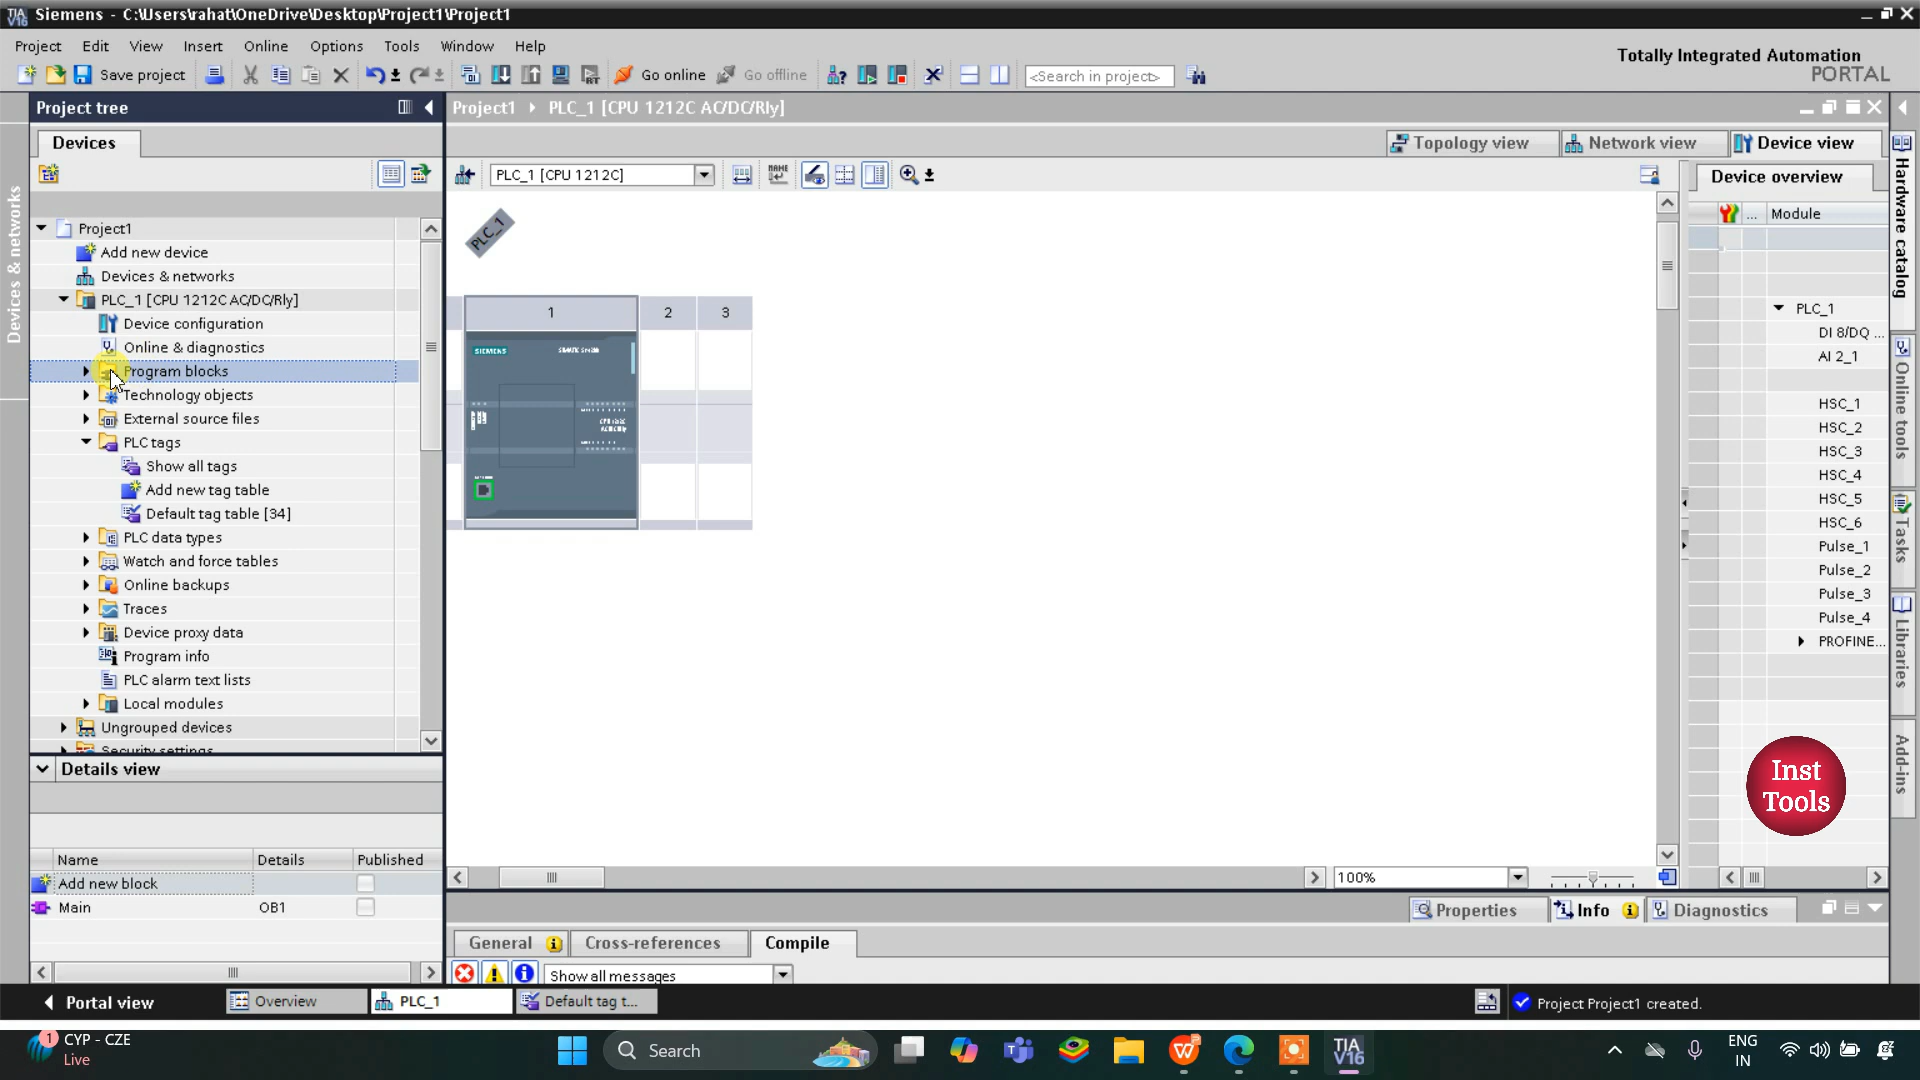 Siemens - C:\Users\rahat\OneDrive\Desktop\Project1\Project1
Project Edit View Insert Online Options Tools Window Help
Totally Integrated Automation
PORTAL
Save project
Go online
Go offline
<Search in project>
Project tree
Project1 PLC_1 [CPU 1212C AC/DC/Rly]
Devices
Topology view
Network view
Device view
PLC_1 [CPU 1212C]
Device overview
Devices & networks
Project1
Add new device
Devices & networks
PLC_1 [CPU 1212C AC/DC/Rly]
Device configuration
Online & diagnostics
Program blocks
Technology objects
External source files
PLC tags
Show all tags
Add new tag table
Default tag table [34]
PLC data types
Watch and force tables
Online backups
Traces
Device proxy data
Program info
PLC alarm text lists
Local modules
Ungrouped devices
Security settings
PLC_1
1 2 3
SIEMENS
... Module
PLC_1
DI 8/DQ ...
AI 2_1
HSC_1
HSC_2
HSC_3
HSC_4
HSC_5
HSC_6
Pulse_1
Pulse_2
Pulse_3
Pulse_4
PROFINE...
Hardware catalog
Online tools
Tasks
Libraries
Add-ins
Inst
Tools
100%
Details view
Name Details Published
Add new block
Main OB1
Properties
Info
Diagnostics
General
Cross-references
Compile
Show all messages
Portal view
Overview
PLC_1
Default tag t...
Project Project1 created.
1
CYP - CZE
Live
Search
TIA
V16
ENG
IN